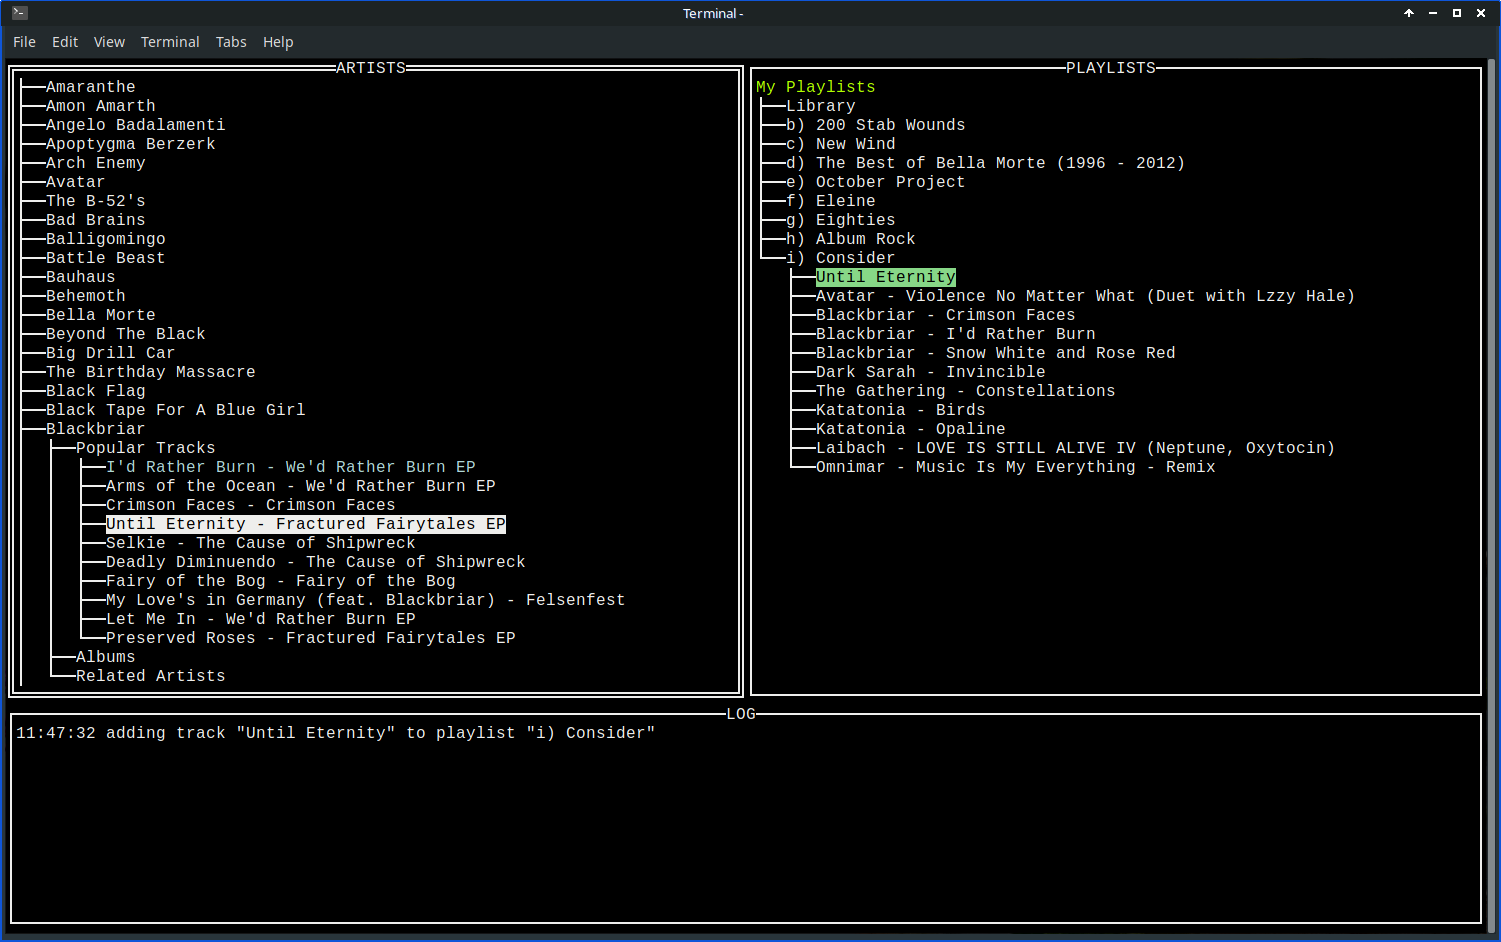 Terminal -
File Edit View Terminal Tabs Help
ARTISTS
Amaranthe
Amon Amarth
Angelo Badalamenti
Apoptygma Berzerk
Arch Enemy
Avatar
The B-52's
Bad Brains
Balligomingo
Battle Beast
Bauhaus
Behemoth
Bella Morte
Beyond The Black
Big Drill Car
The Birthday Massacre
Black Flag
Black Tape For A Blue Girl
Blackbriar
Popular Tracks
I'd Rather Burn - We'd Rather Burn EP
Arms of the Ocean - We'd Rather Burn EP
Crimson Faces - Crimson Faces
Until Eternity - Fractured Fairytales EP
Selkie - The Cause of Shipwreck
Deadly Diminuendo - The Cause of Shipwreck
Fairy of the Bog - Fairy of the Bog
My Love's in Germany (feat. Blackbriar) - Felsenfest
Let Me In - We'd Rather Burn EP
Preserved Roses - Fractured Fairytales EP
Albums
Related Artists
PLAYLISTS
My Playlists
Library
b) 200 Stab Wounds
c) New Wind
d) The Best of Bella Morte (1996 - 2012)
e) October Project
f) Eleine
g) Eighties
h) Album Rock
i) Consider
Until Eternity
Avatar - Violence No Matter What (Duet with Lzzy Hale)
Blackbriar - Crimson Faces
Blackbriar - I'd Rather Burn
Blackbriar - Snow White and Rose Red
Dark Sarah - Invincible
The Gathering - Constellations
Katatonia - Birds
Katatonia - Opaline
Laibach - LOVE IS STILL ALIVE IV (Neptune, Oxytocin)
Omnimar - Music Is My Everything - Remix
LOG
11:47:32 adding track "Until Eternity" to playlist "i) Consider"